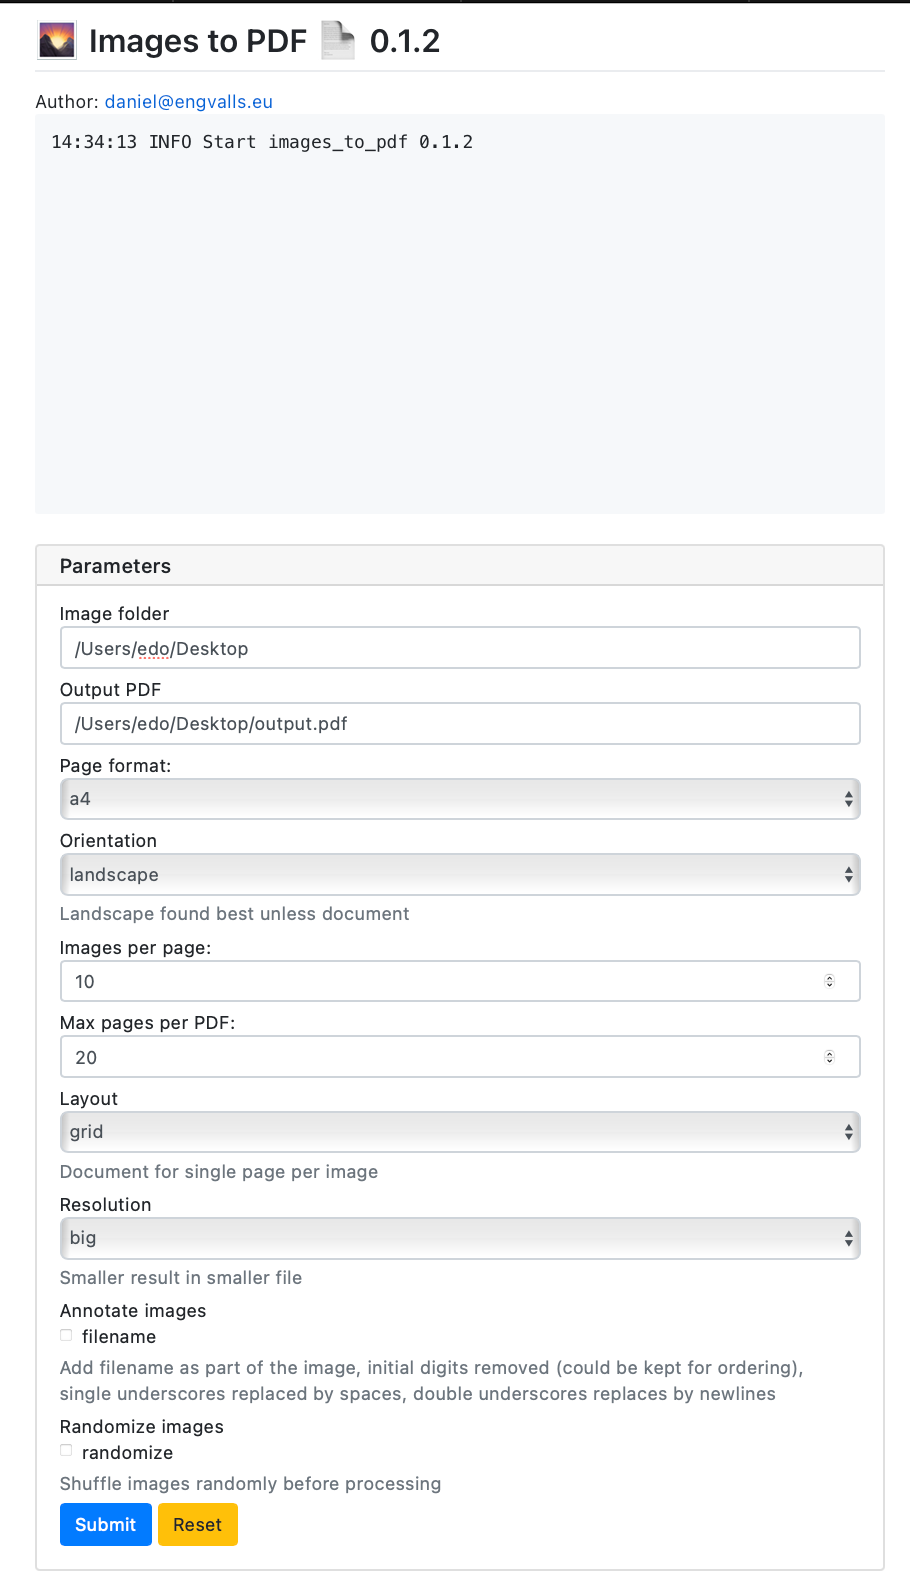 Images to PDF 0.1.2
Author: daniel@engvalls.eu
14:34:13 INFO Start images_to_pdf 0.1.2
Parameters
Image folder
/Users/edo/Desktop
Output PDF
/Users/edo/Desktop/output.pdf
Page format:
a4
Orientation
landscape
Landscape found best unless document
Images per page:
10
Max pages per PDF:
20
Layout
grid
Document for single page per image
Resolution
big
Smaller result in smaller file
Annotate images
filename
Add filename as part of the image, initial digits removed (could be kept for ordering),
single underscores replaced by spaces, double underscores replaces by newlines
Randomize images
randomize
Shuffle images randomly before processing
Submit Reset